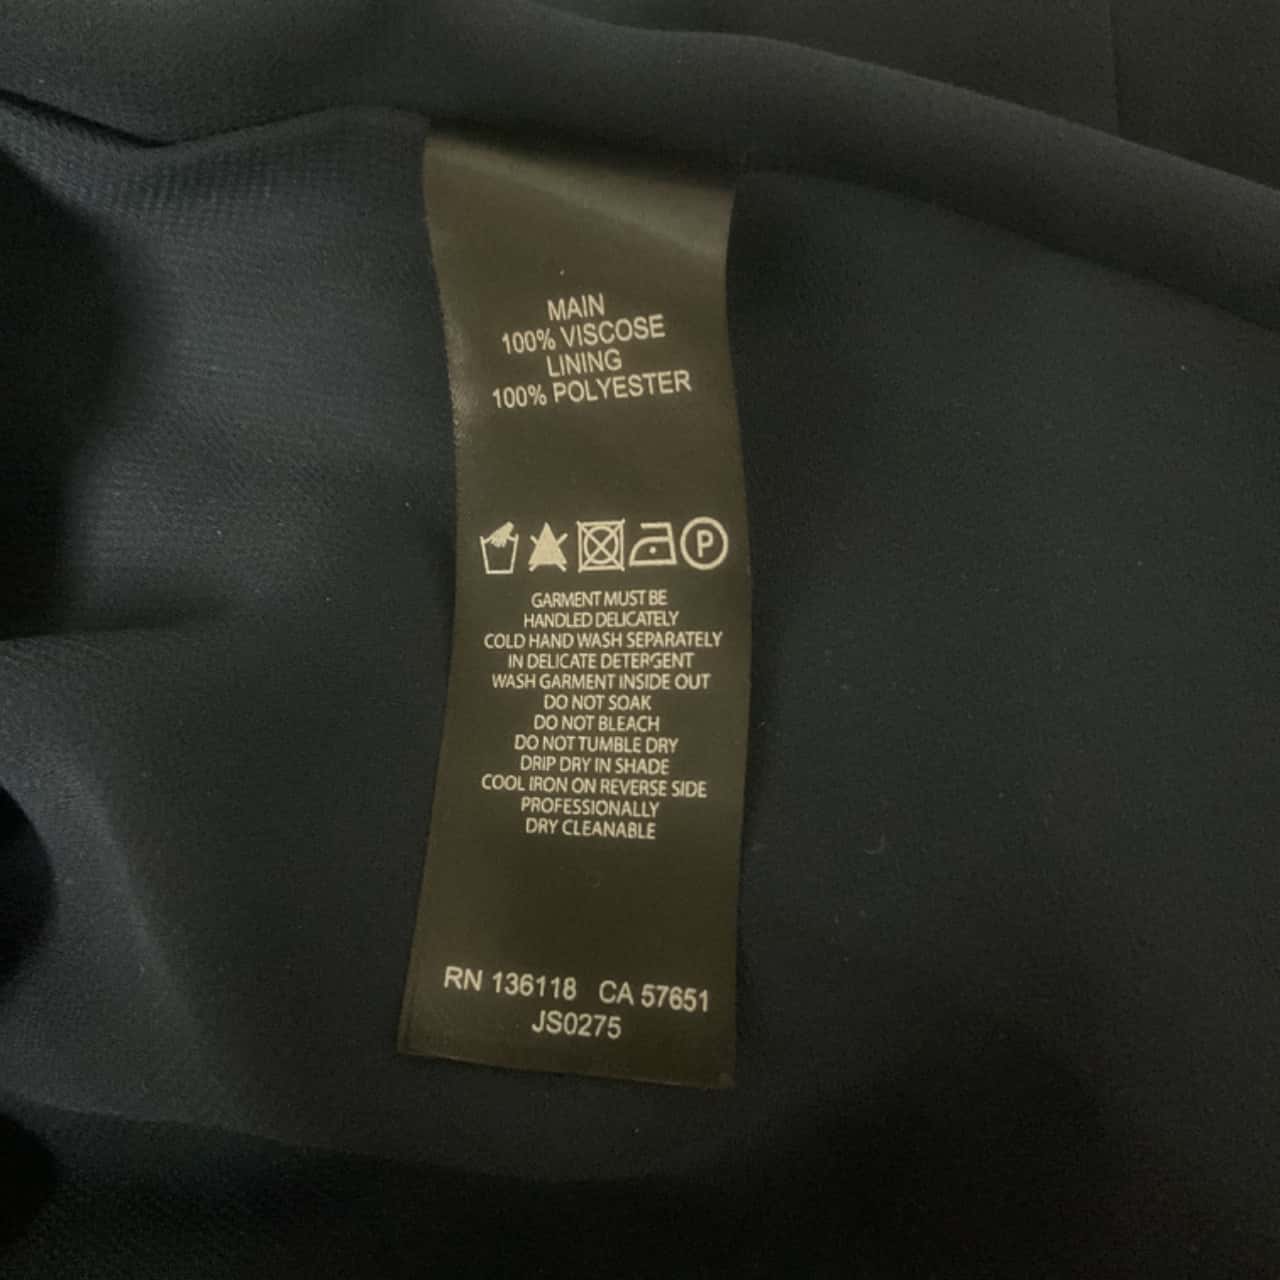 MAIN
100% VISCOSE
LINING
100% POLYESTER
P
GARMENT MUST BE
HANDLED DELICATELY
COLD HAND WASH SEPARATELY
IN DELICATE DETERGENT
WASH GARMENT INSIDE OUT
DO NOT SOAK
DO NOT BLEACH
DO NOT TUMBLE DRY
DRIP DRY IN SHADE
COOL IRON ON REVERSE SIDE
PROFESSIONALLY
DRY CLEANABLE
RN 136118 CA 57651
JS0275